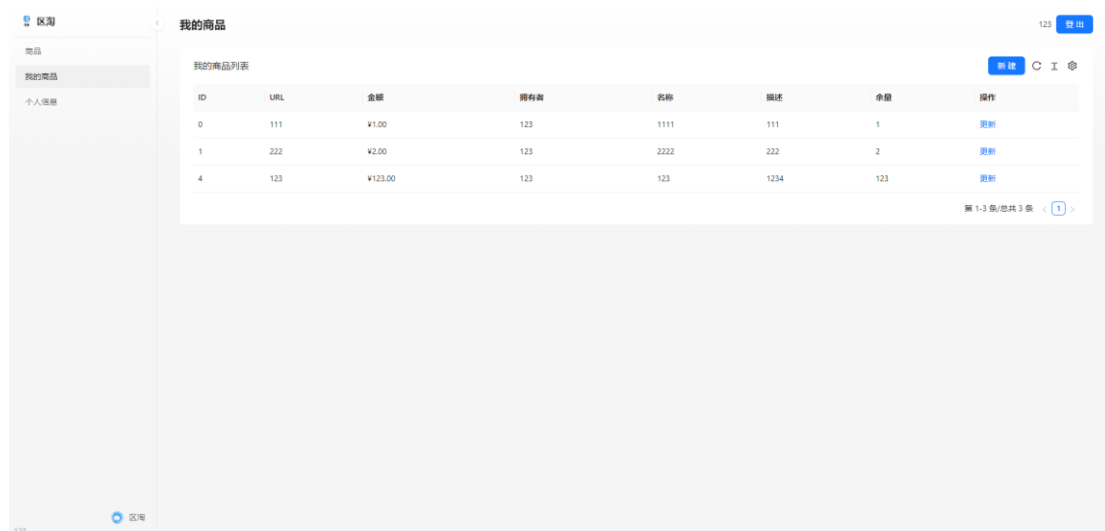 区淘
我的商品
123 登出
商品
我的商品
个人信息
我的商品列表
新建
ID URL 金额 拥有者 名称 描述 余量 操作
0 111 ¥1.00 123 1111 111 1 更新
1 222 ¥2.00 123 2222 222 2 更新
4 123 ¥123.00 123 123 1234 123 更新
第 1-3 条/总共 3 条 < 1 >
区淘